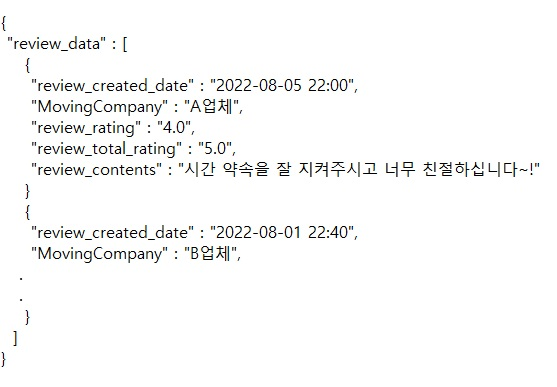 {
"review_data" : [
{
"review_created_date" : "2022-08-05 22:00",
"MovingCompany" : "A업체",
"review_rating" : "4.0",
"review_total_rating" : "5.0",
"review_contents" : "시간 약속을 잘 지켜주시고 너무 친절하십니다~!"
}
{
"review_created_date" : "2022-08-01 22:40",
"MovingCompany" : "B업체",
.
.
}
]
}